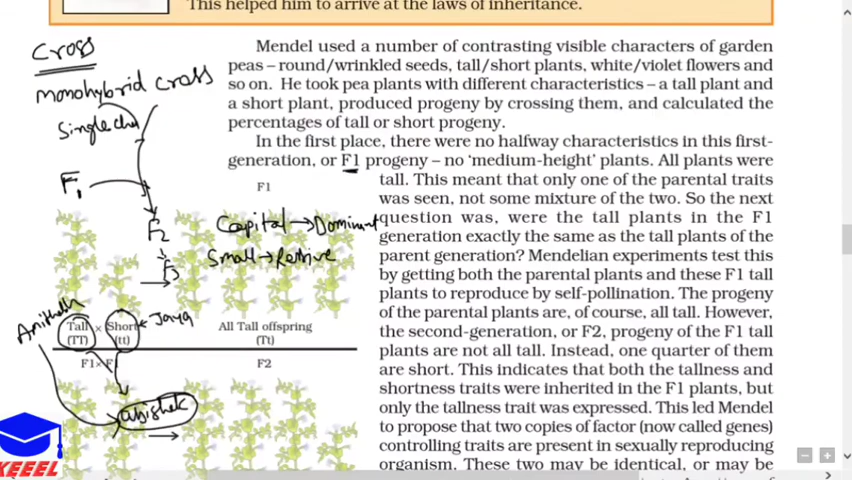 This helped him to arrive at the laws of inheritance.
Cross
monohybrid cross
Single cha
F1
F2
F3
Mendel used a number of contrasting visible characters of garden
peas – round/wrinkled seeds, tall/short plants, white/violet flowers and
so on. He took pea plants with different characteristics – a tall plant and
a short plant, produced progeny by crossing them, and calculated the
percentages of tall or short progeny.
In the first place, there were no halfway characteristics in this first-
generation, or F1 progeny – no ‘medium-height’ plants. All plants were
tall. This meant that only one of the parental traits
was seen, not some mixture of the two. So the next
question was, were the tall plants in the F1
generation exactly the same as the tall plants of the
parent generation? Mendelian experiments test this
by getting both the parental plants and these F1 tall
plants to reproduce by self-pollination. The progeny
of the parental plants are, of course, all tall. However,
the second-generation, or F2, progeny of the F1 tall
plants are not all tall. Instead, one quarter of them
are short. This indicates that both the tallness and
shortness traits were inherited in the F1 plants, but
only the tallness trait was expressed. This led Mendel
to propose that two copies of factor (now called genes)
controlling traits are present in sexually reproducing
organism. These two may be identical, or may be
F1
Capital → Dominant
Small →
Jaya
Tall × Short
(TT) (tt)
All Tall offspring
(Tt)
F1×F1
F2
abishek
KEEEL